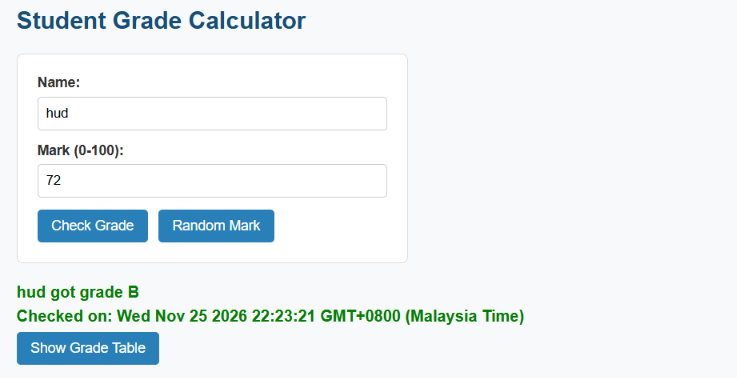 Student Grade Calculator
Name:
hud
Mark (0-100):
72
Check Grade Random Mark
hud got grade B
Checked on: Wed Nov 25 2026 22:23:21 GMT+0800 (Malaysia Time)
Show Grade Table